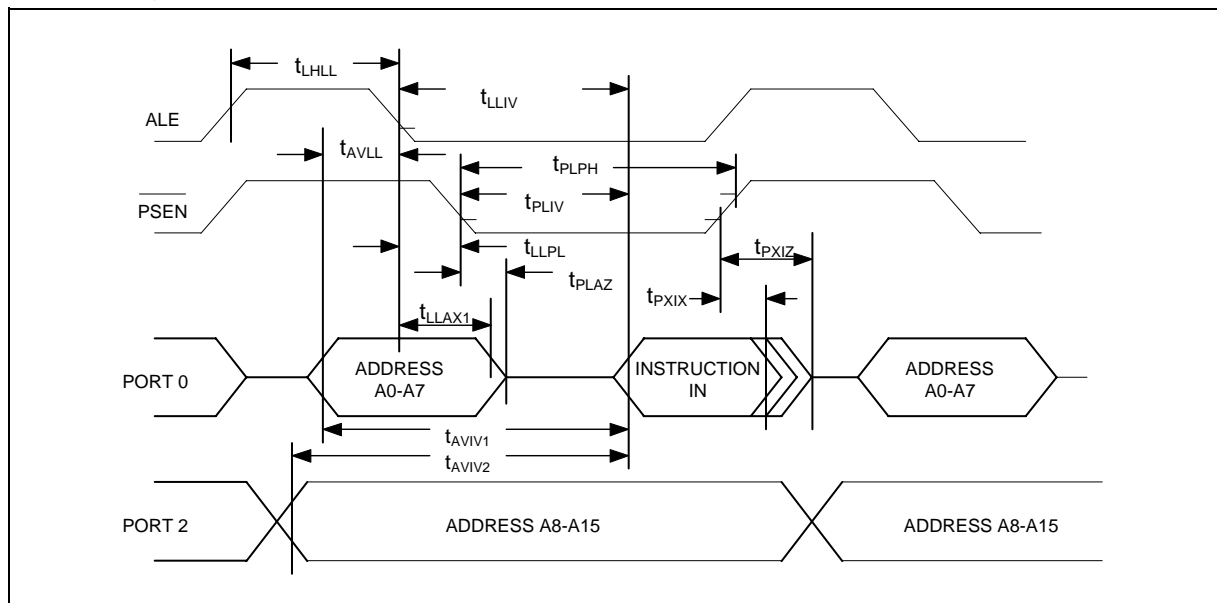 tLHLL
tLLIV
ALE
tAVLL
tPLPH
PSEN
tPLIV
tLLPL
tPXIZ
tPLAZ
tPXIX
tLLAX1
PORT 0
ADDRESS
A0-A7
INSTRUCTION
IN
ADDRESS
A0-A7
tAVIV1
tAVIV2
PORT 2
ADDRESS A8-A15
ADDRESS A8-A15